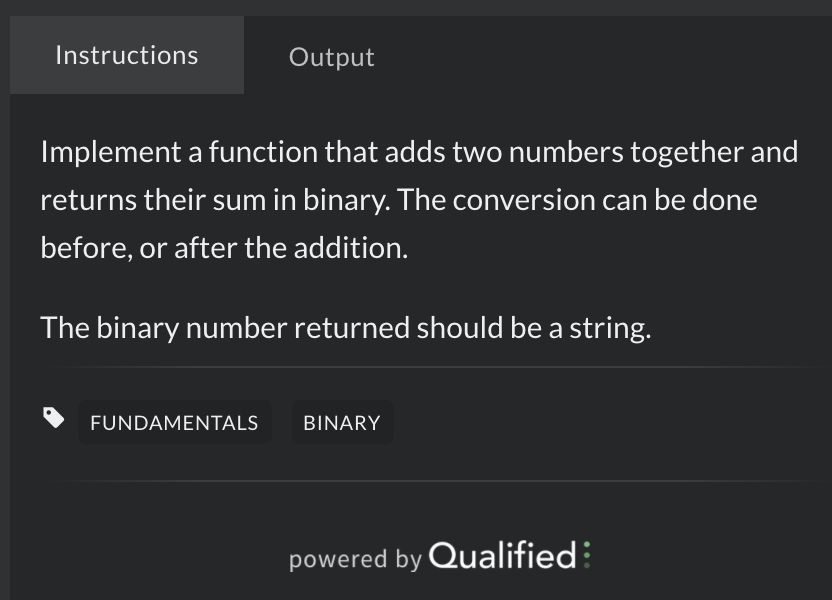 Instructions
Output
Implement a function that adds two numbers together and
returns their sum in binary. The conversion can be done
before, or after the addition.
The binary number returned should be a string.
FUNDAMENTALS
BINARY
powered by Qualified